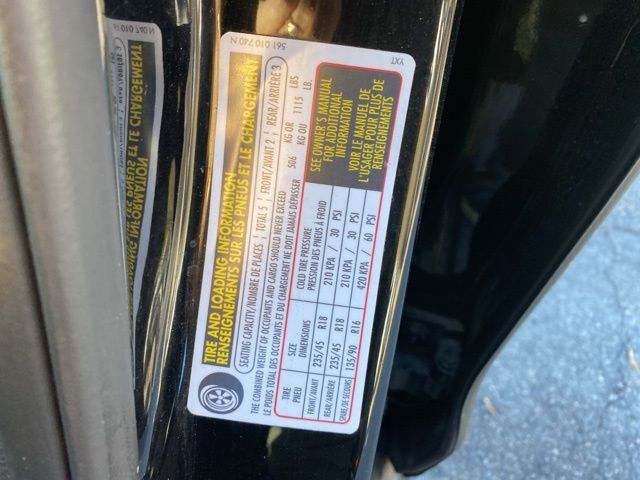 561 010 740 N
YXT
TIRE AND LOADING INFORMATION
RENSEIGNEMENTS SUR LES PNEUS ET LE CHARGEMENT
SEATING CAPACITY/NOMBRE DE PLACES TOTAL 5 FRONT/AVANT 2 REAR/ARRIÈRE 3
THE COMBINED WEIGHT OF OCCUPANTS AND CARGO SHOULD NEVER EXCEED 506 KG OR 1115 LBS
LE POIDS TOTAL DES OCCUPANTS ET DU CHARGEMENT NE DOIT JAMAIS DÉPASSER KG OU LB.
TIRE SIZE COLD TIRE PRESSURE
PNEU DIMENSIONS PRESSION DES PNEUS À FROID
FRONT/AVANT 235/45 R18 210 KPA / 30 PSI
REAR/ARRIÈRE 235/45 R18 210 KPA / 30 PSI
SPARE/DE SECOURS 135/90 R16 420 KPA / 60 PSI
SEE OWNER'S MANUAL
FOR ADDITIONAL
INFORMATION
VOIR LE MANUEL DE
L'USAGER POUR PLUS DE
RENSEIGNEMENTS